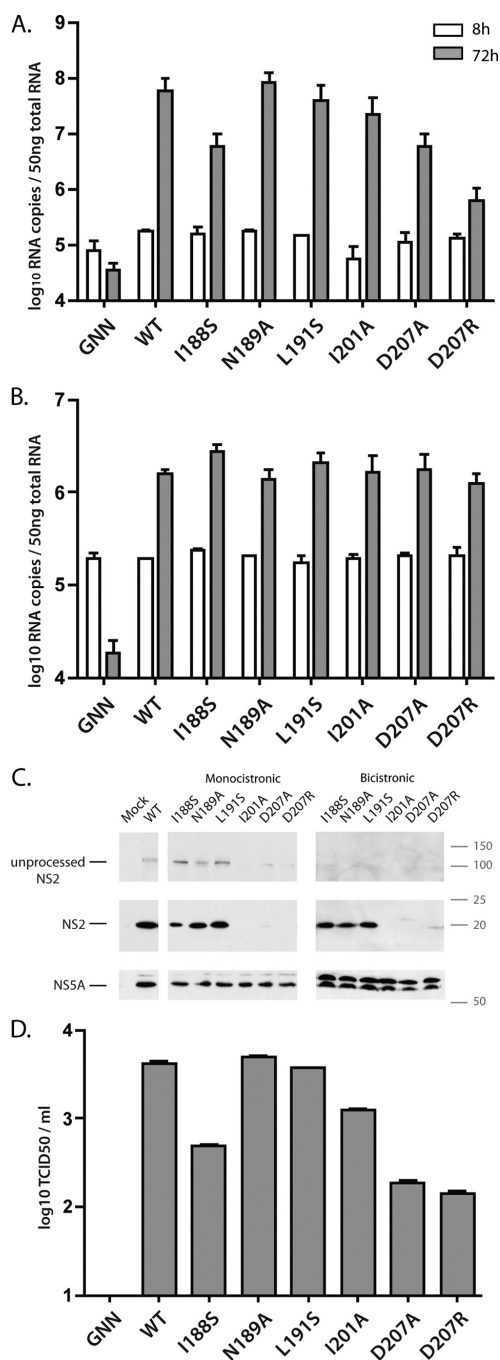 A.
8h
72h
log10 RNA copies / 50ng total RNA
9
8
7
6
5
4
GNN
WT
I188S
N189A
L191S
I201A
D207A
D207R
B.
log10 RNA copies / 50ng total RNA
7
6
5
4
GNN
WT
I188S
N189A
L191S
I201A
D207A
D207R
C.
Monocistronic
Bicistronic
Mock
WT
I188S
N189A
L191S
I201A
D207A
D207R
I188S
N189A
L191S
I201A
D207A
D207R
unprocessed
NS2
150
100
25
NS2
20
NS5A
50
D.
log10 TCID50 / ml
4
3
2
1
GNN
WT
I188S
N189A
L191S
I201A
D207A
D207R